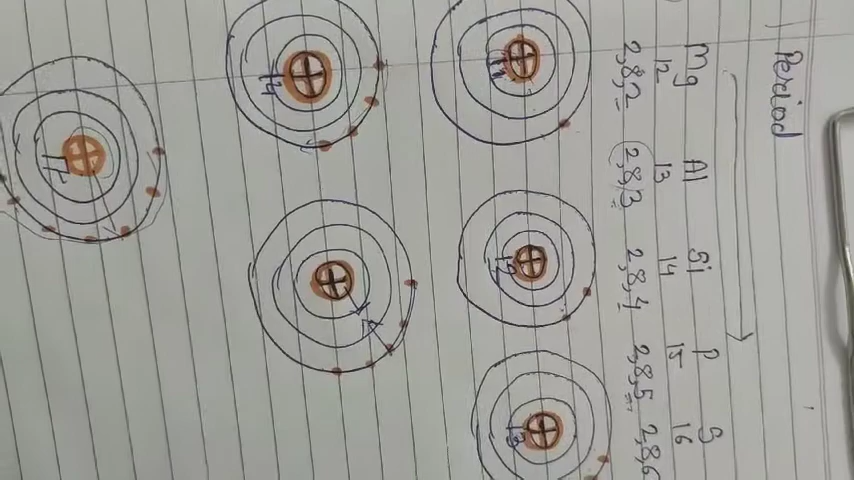 Period
Mg Al Si P S
12 13 14 15 16
2,8,2 2,8,3 2,8,4 2,8,5 2,8,6
11 12 13
14
17